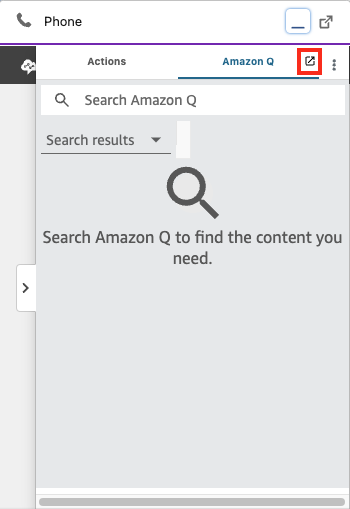 Phone
Actions
Amazon Q
Search Amazon Q
Search results
Search Amazon Q to find the content you
need.